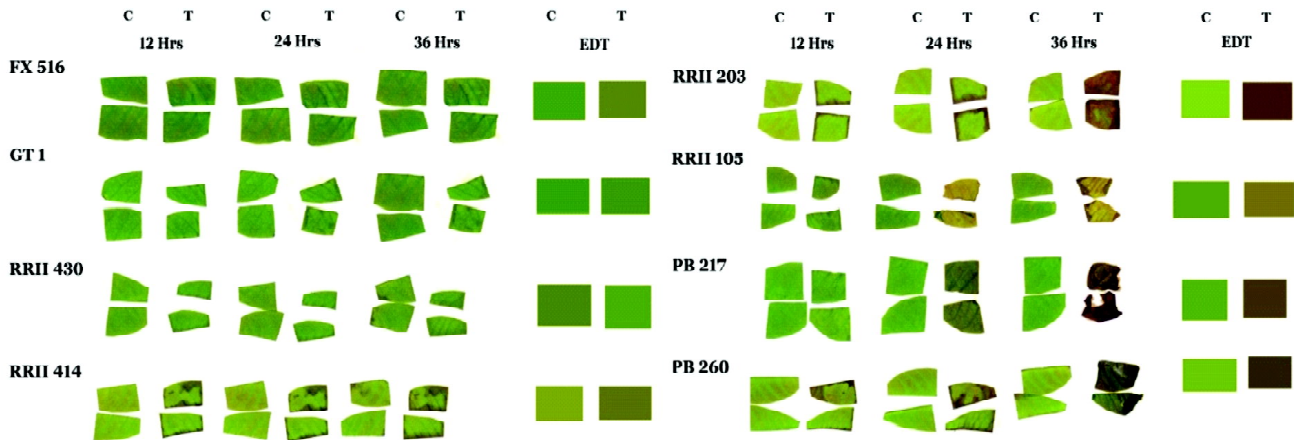 C T C T C T C T
12 Hrs 24 Hrs 36 Hrs EDT
FX 516
GT 1
RRII 430
RRII 414
C T C T C T C T
12 Hrs 24 Hrs 36 Hrs EDT
RRII 203
RRII 105
PB 217
PB 260